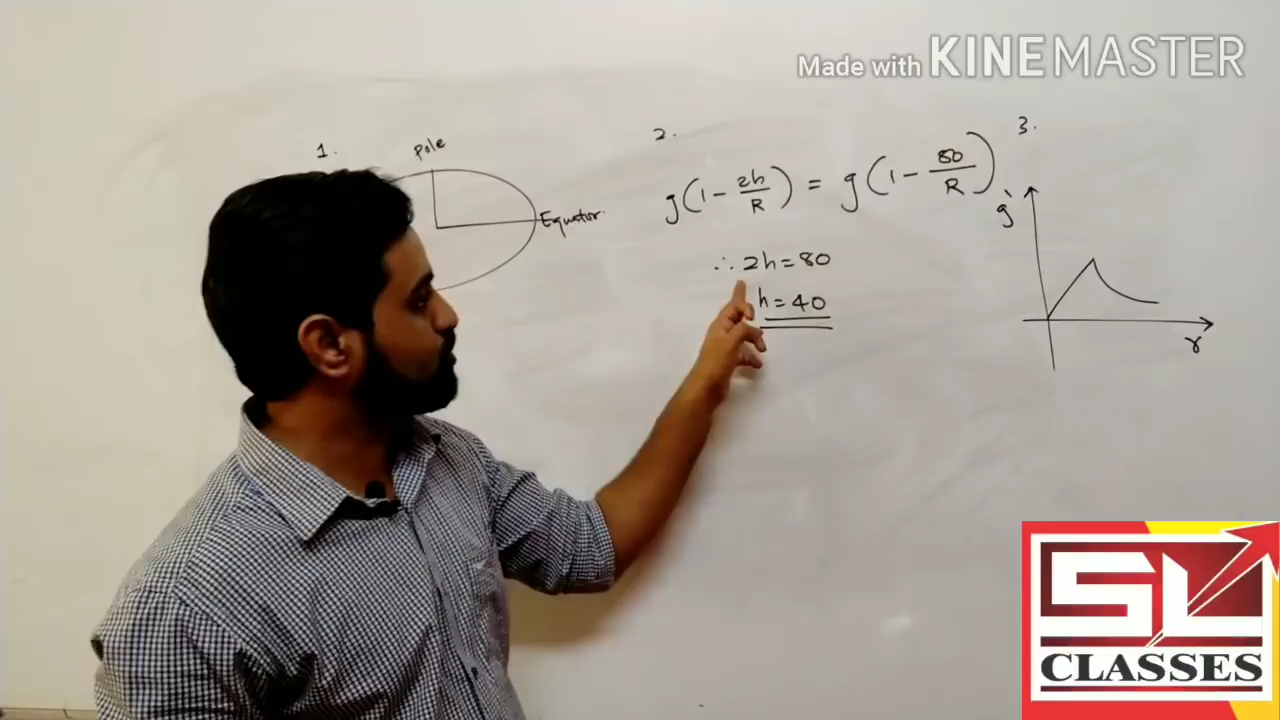 Made with KINEMASTER
1.
Pole
Equator.
2.
g(1 - 2h/R) = g(1 - 80/R)
∴ 2h = 80
h = 40
3.
g'
r
SL
CLASSES